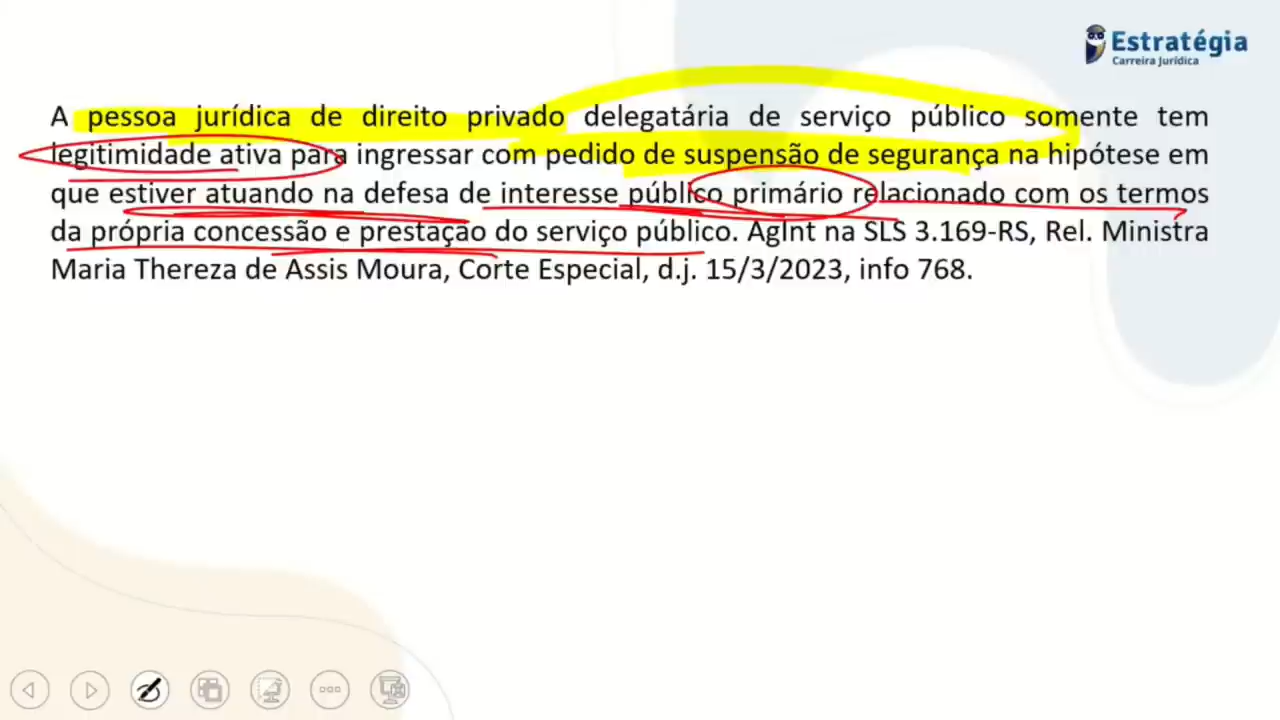 Estratégia
Carreira Jurídica
A pessoa jurídica de direito privado delegatária de serviço público somente tem
legitimidade ativa para ingressar com pedido de suspensão de segurança na hipótese em
que estiver atuando na defesa de interesse público primário relacionado com os termos
da própria concessão e prestação do serviço público. AgInt na SLS 3.169-RS, Rel. Ministra
Maria Thereza de Assis Moura, Corte Especial, d.j. 15/3/2023, info 768.